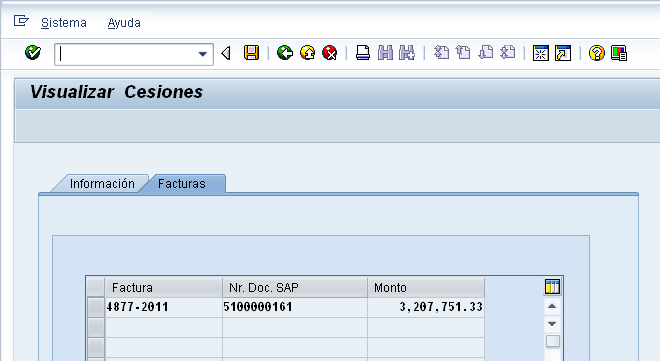 Sistema Ayuda
Visualizar Cesiones
Información Facturas
Factura Nr. Doc. SAP Monto
4877-2011 5100000161 3,207,751.33